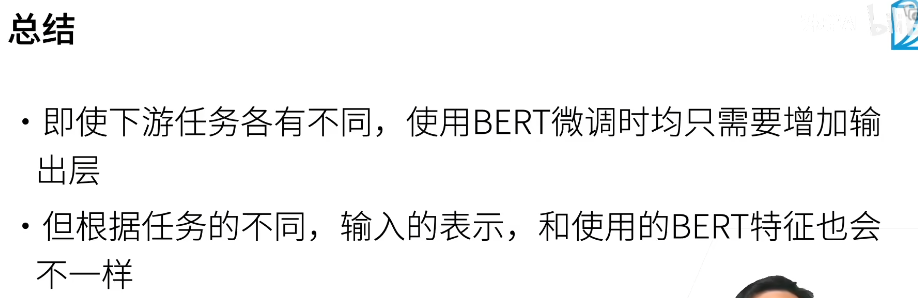 总结
• 即使下游任务各有不同，使用BERT微调时均只需要增加输
出层
• 但根据任务的不同，输入的表示，和使用的BERT特征也会
不一样